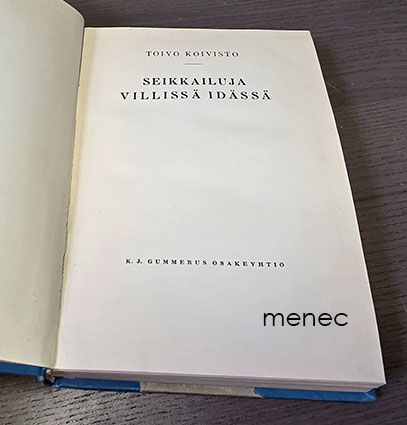 TOIVO KOIVISTO
SEIKKAILUJA
VILLISSÄ IDÄSSÄ
K. J. GUMMERUS OSAKEYHTIÖ
menec